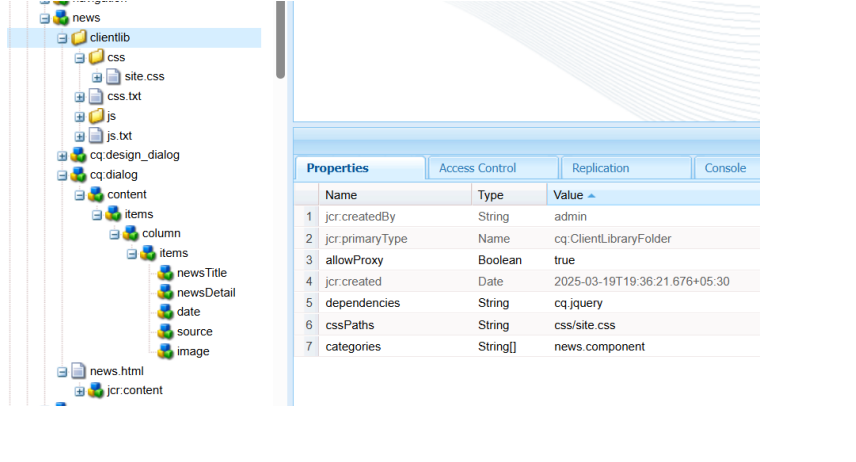 news
clientlib
css
site.css
css.txt
js
js.txt
cq:design_dialog
cq:dialog
content
items
column
items
newsTitle
newsDetail
date
source
image
news.html
jcr:content
Properties Access Control Replication Console
Name Type Value
1 jcr:createdBy String admin
2 jcr:primaryType Name cq:ClientLibraryFolder
3 allowProxy Boolean true
4 jcr:created Date 2025-03-19T19:36:21.676+05:30
5 dependencies String cq.jquery
6 cssPaths String css/site.css
7 categories String[] news.component